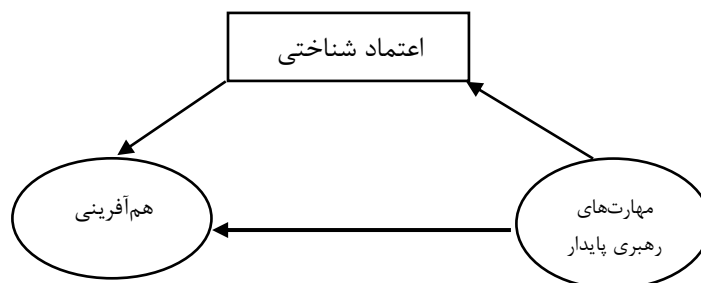 اعتماد شناختی
هم‌آفرینی
مهارت‌های
رهبری پایدار